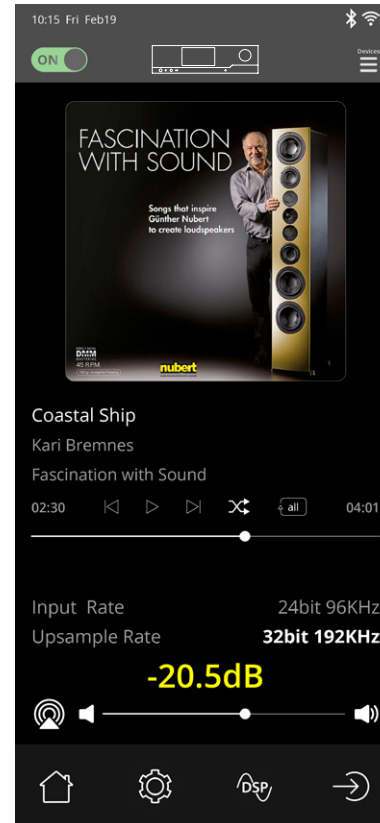 10:15 Fri Feb19
ON
Devices
FASCINATION
WITH SOUND
Songs that inspire
Günther Nubert
to create loudspeakers
DMM
45 RPM
nubert
Coastal Ship
Kari Bremnes
Fascination with Sound
02:30
all
04:01
Input Rate 24bit 96KHz
Upsample Rate 32bit 192KHz
-20.5dB
DSP